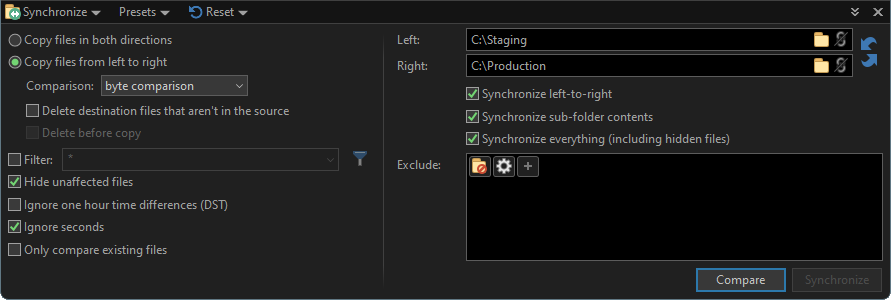 Synchronize Presets Reset
Copy files in both directions
Copy files from left to right
Comparison: byte comparison
Delete destination files that aren't in the source
Delete before copy
Filter: *
Hide unaffected files
Ignore one hour time differences (DST)
Ignore seconds
Only compare existing files
Left: C:\Staging
Right: C:\Production
Synchronize left-to-right
Synchronize sub-folder contents
Synchronize everything (including hidden files)
Exclude:
Compare Synchronize